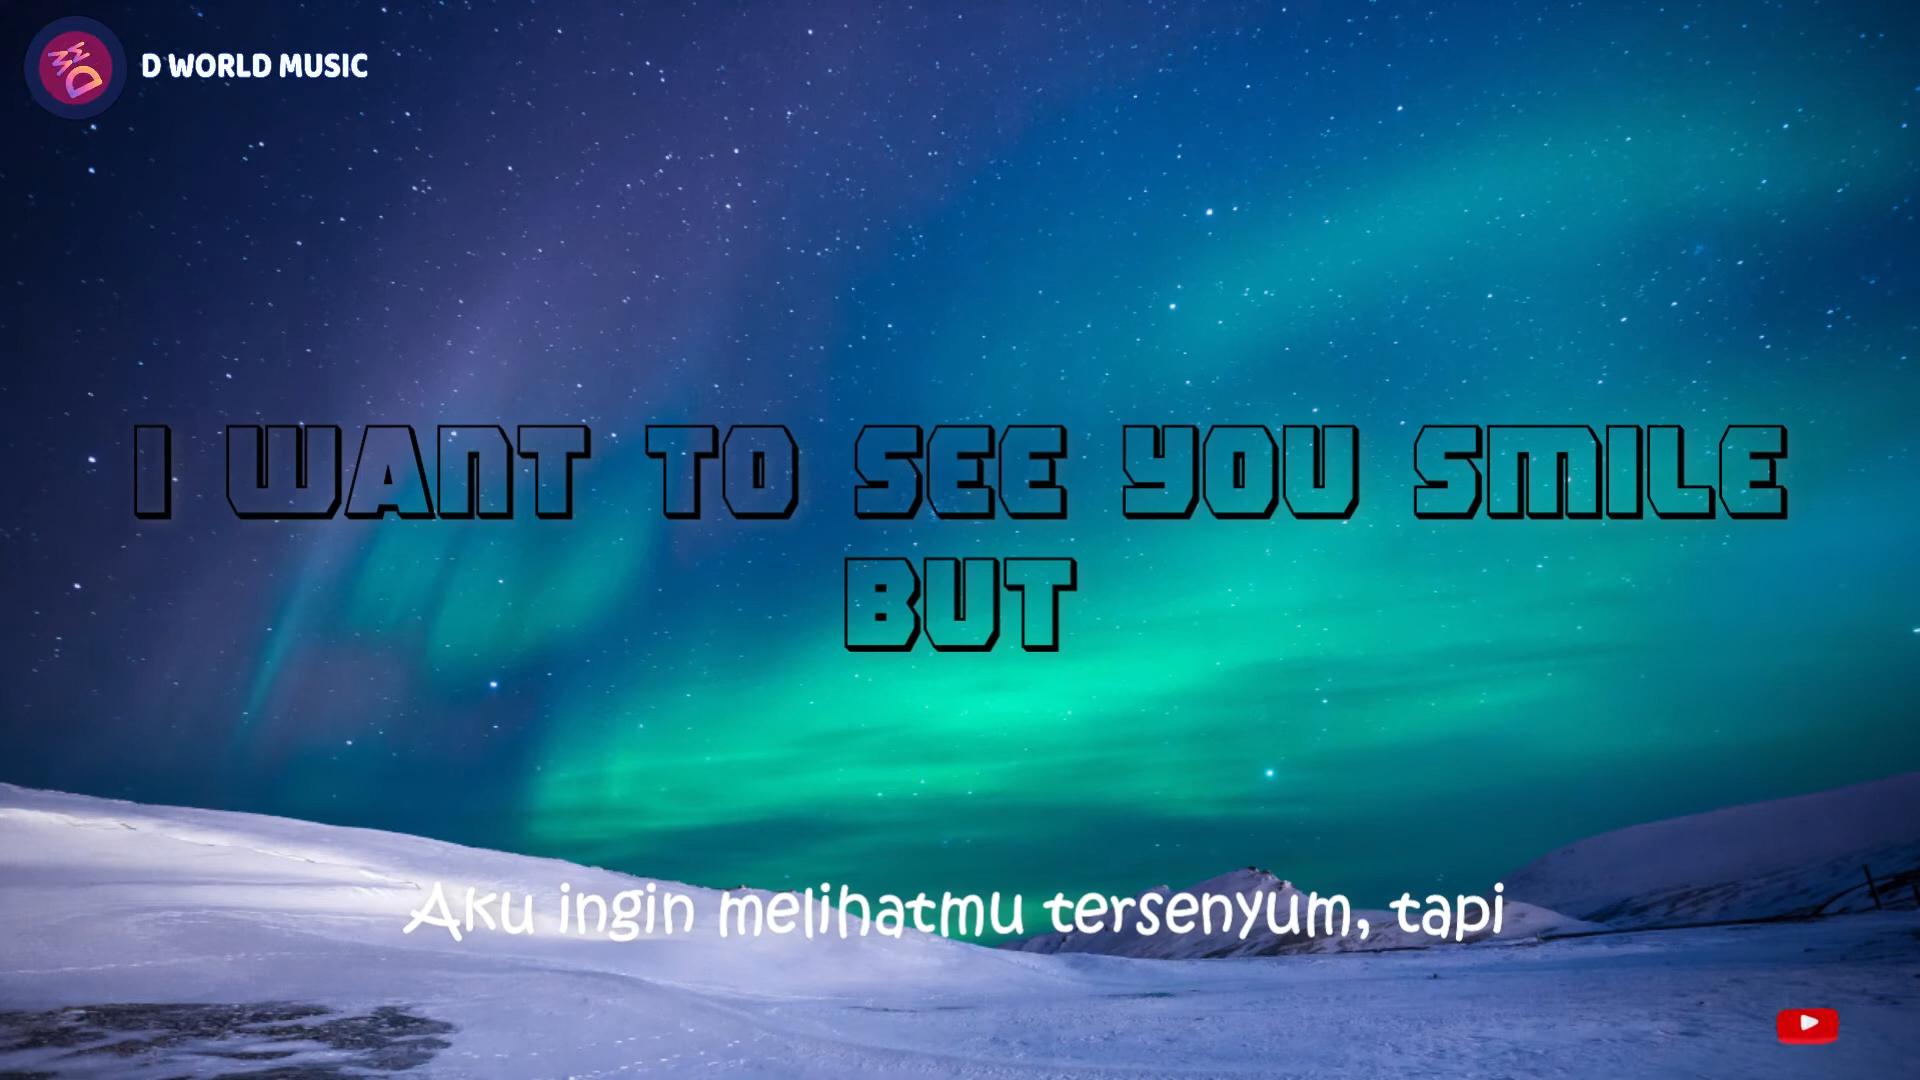 D WORLD MUSIC
I WANT TO SEE YOU SMILE
BUT
Aku ingin melihatmu tersenyum, tapi